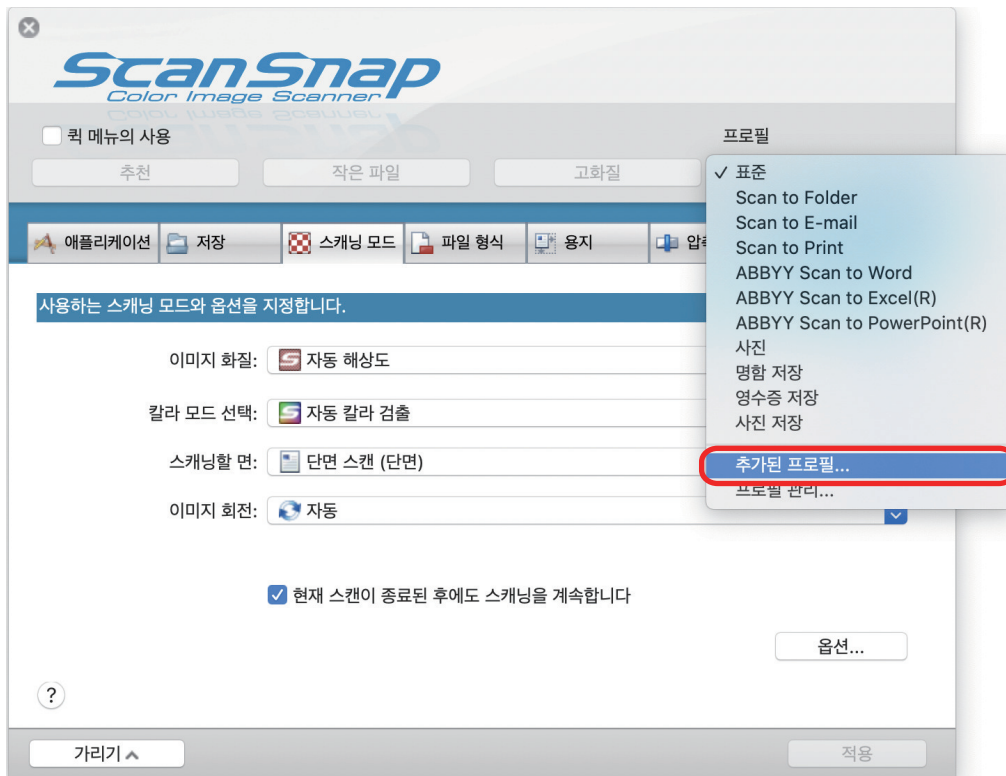 ScanSnap
Color Image Scanner
퀵 메뉴의 사용
프로필
추천
작은 파일
고화질
✓ 표준
Scan to Folder
Scan to E-mail
Scan to Print
ABBYY Scan to Word
ABBYY Scan to Excel(R)
ABBYY Scan to PowerPoint(R)
사진
명함 저장
영수증 저장
사진 저장
추가된 프로필...
프로필 관리...
애플리케이션
저장
스캐닝 모드
파일 형식
용지
사용하는 스캐닝 모드와 옵션을 지정합니다.
이미지 화질: 자동 해상도
칼라 모드 선택: 자동 칼라 검출
스캐닝할 면: 단면 스캔 (단면)
이미지 회전: 자동
현재 스캔이 종료된 후에도 스캐닝을 계속합니다
옵션...
?
가리기
적용